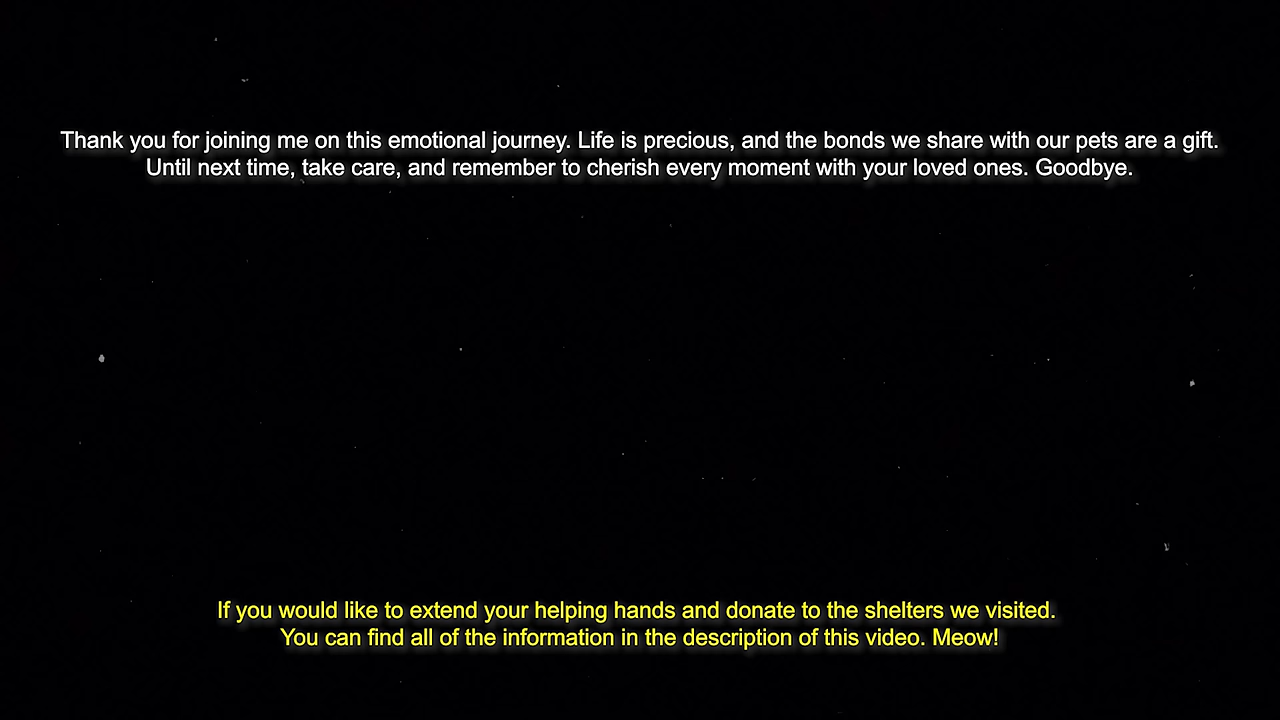 Thank you for joining me on this emotional journey. Life is precious, and the bonds we share with our pets are a gift.
Until next time, take care, and remember to cherish every moment with your loved ones. Goodbye.
If you would like to extend your helping hands and donate to the shelters we visited.
You can find all of the information in the description of this video. Meow!